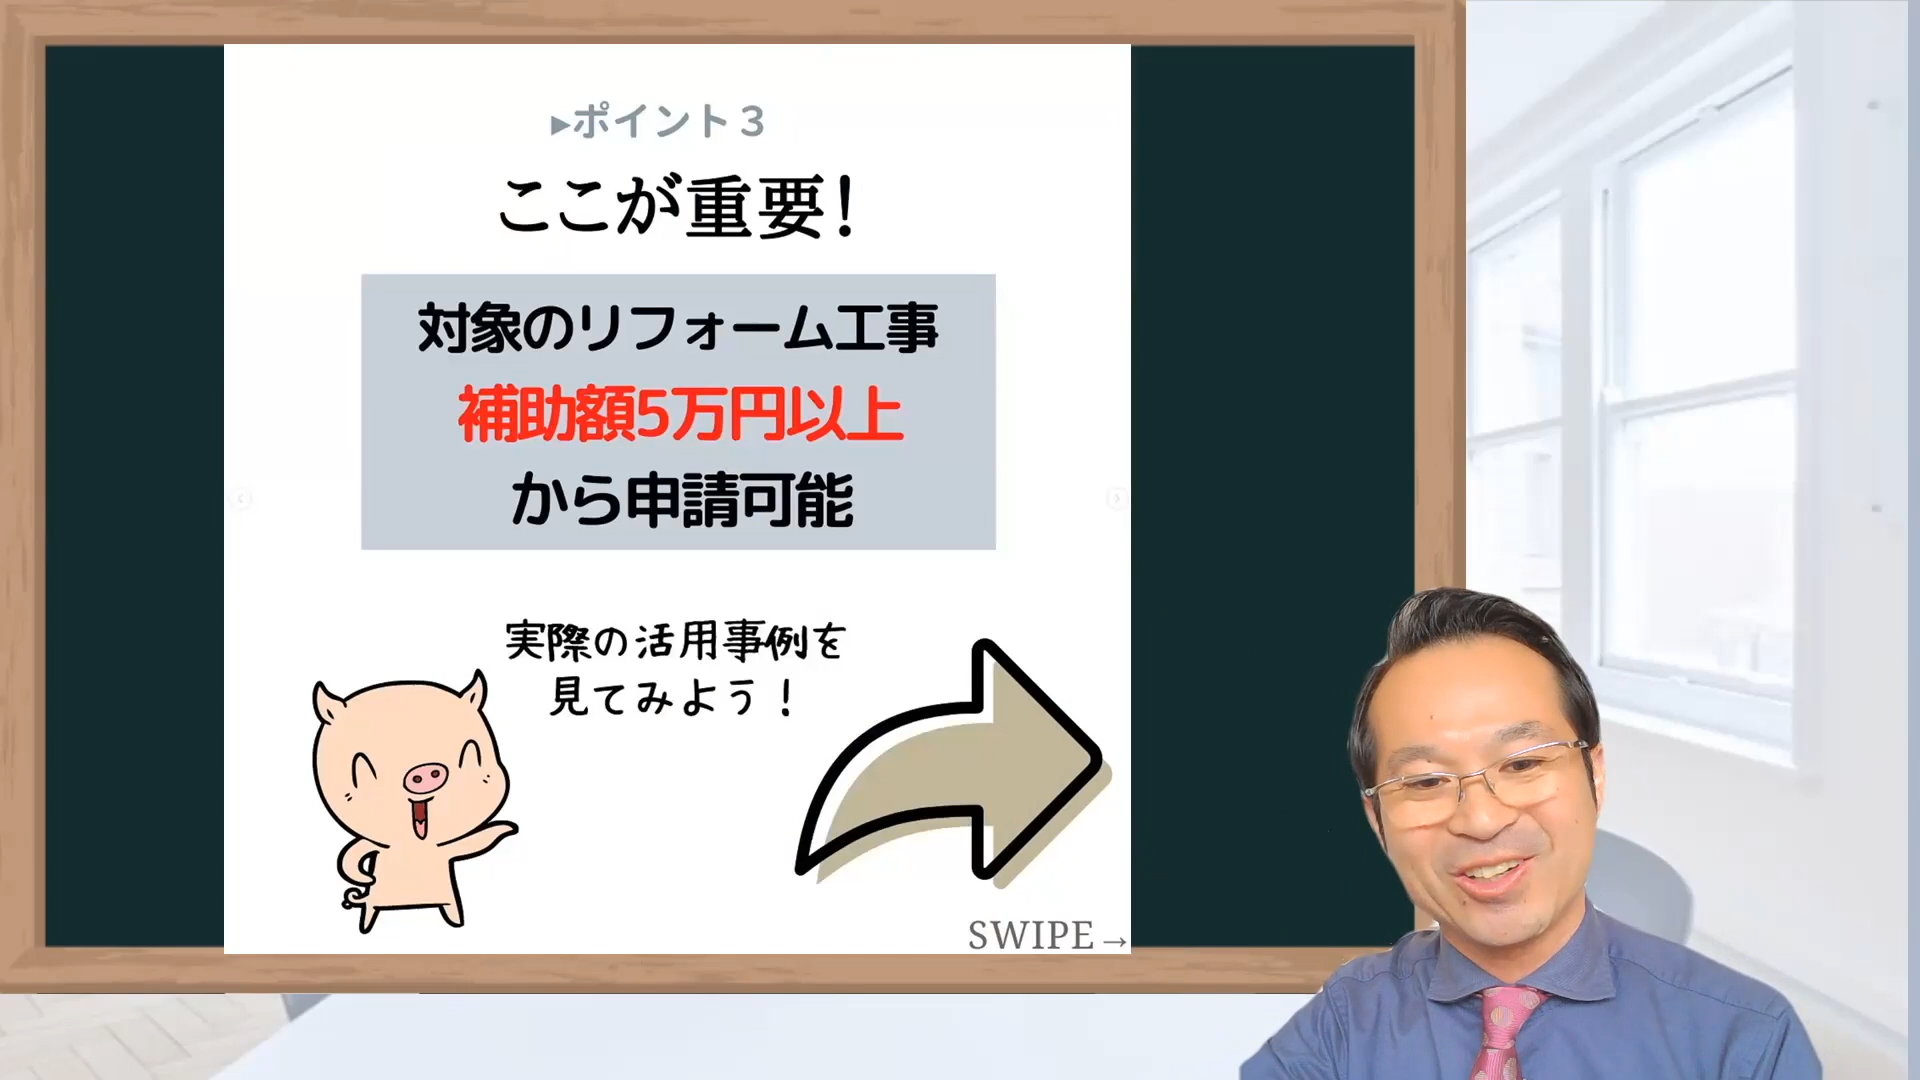 ▸ポイント３
ここが重要！
対象のリフォーム工事
補助額5万円以上
から申請可能
実際の活用事例を
見てみよう！
SWIPE→